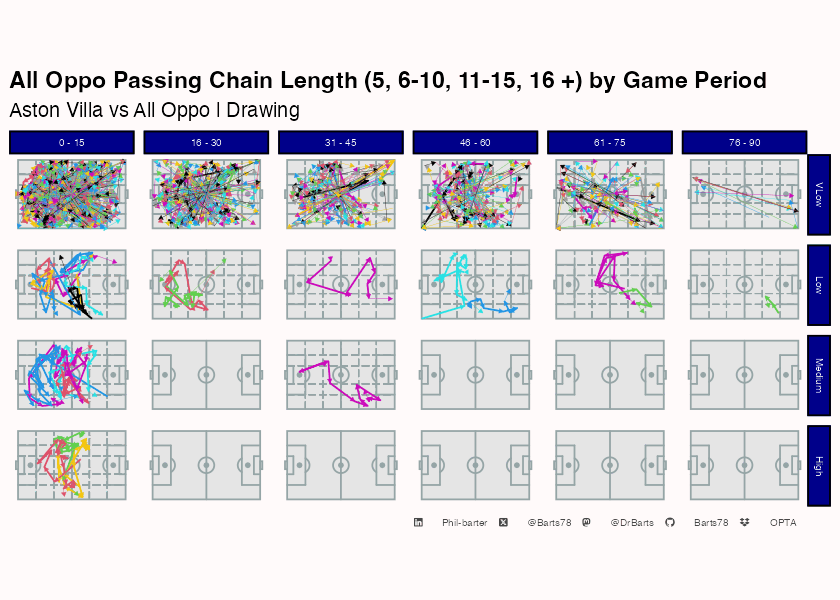 All Oppo Passing Chain Length (5, 6-10, 11-15, 16 +) by Game Period
Aston Villa vs All Oppo | Drawing
0 - 15 16 - 30 31 - 45 46 - 60 61 - 75 76 - 90
V.Low
Low
Medium
High
Phil-barter @Barts78 @DrBarts Barts78 OPTA